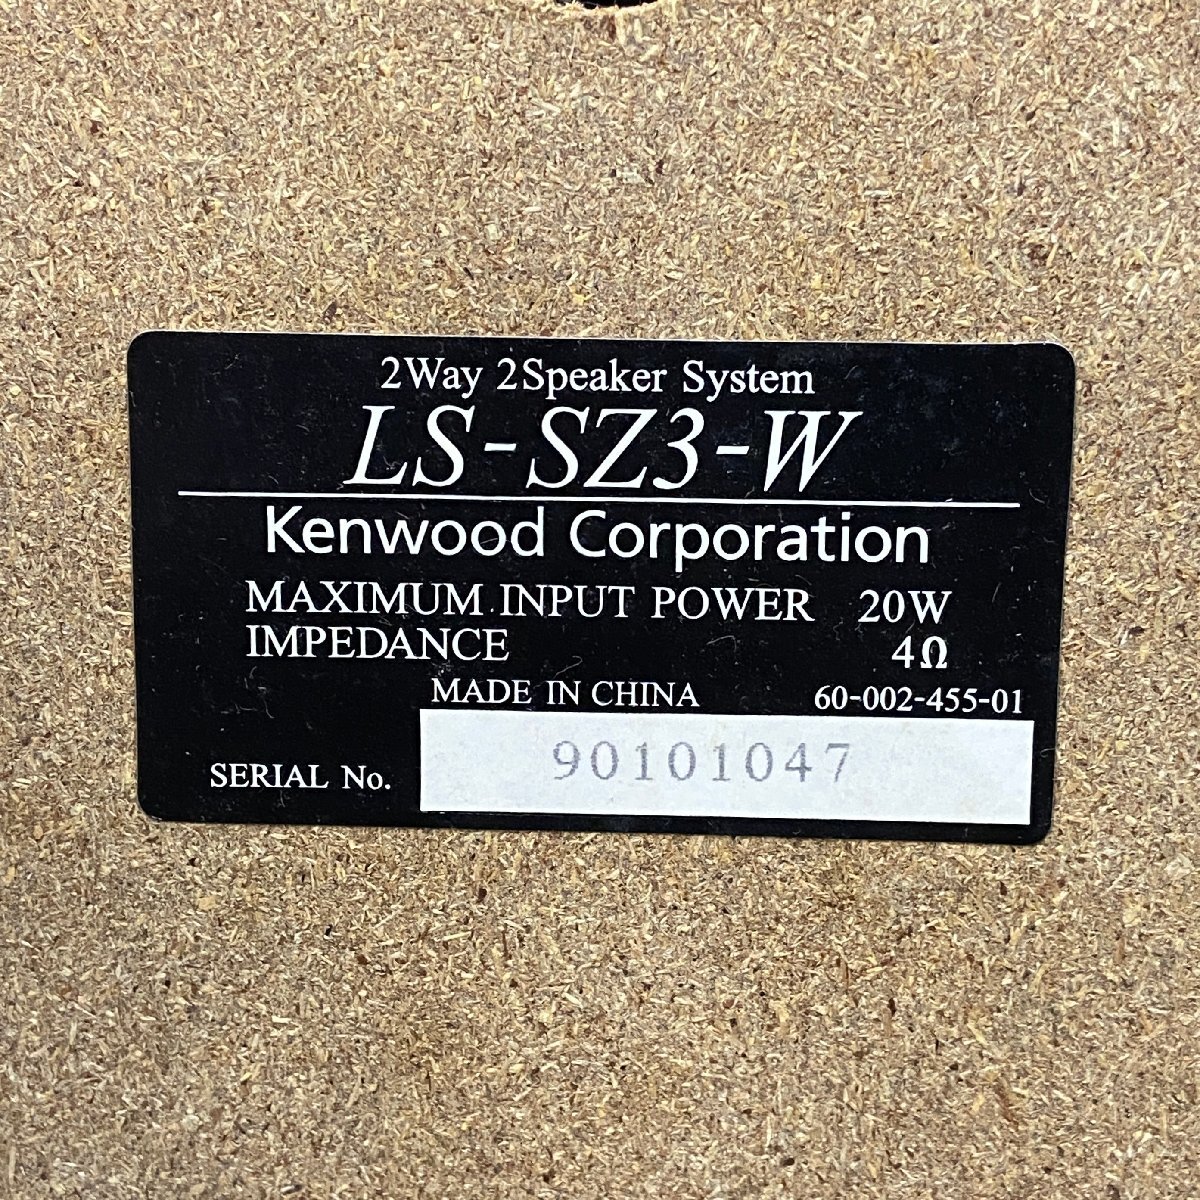 2Way 2Speaker System
LS-SZ3-W
Kenwood Corporation
MAXIMUM INPUT POWER 20W
IMPEDANCE 4Ω
MADE IN CHINA 60-002-455-01
SERIAL No. 90101047